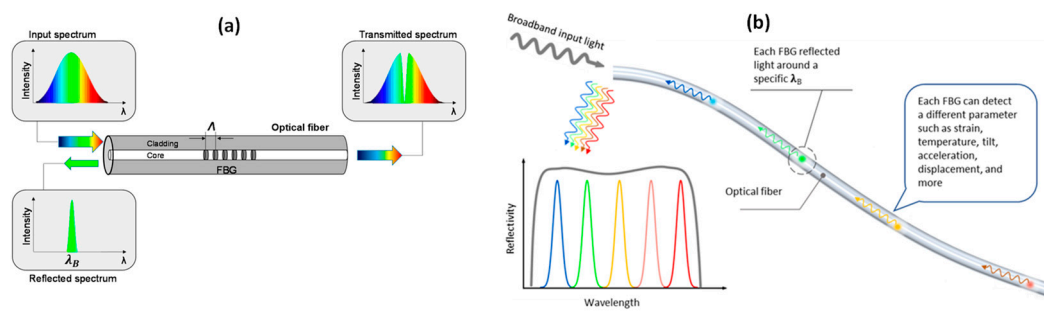 (a)
Input spectrum
Intensity
λ
Transmitted spectrum
Intensity
λ
Λ
Optical fiber
Cladding
Core
FBG
Intensity
λ
λB
Reflected spectrum
(b)
Broadband input light
Each FBG reflected
light around a
specific λB
Each FBG can detect
a different parameter
such as strain,
temperature, tilt,
acceleration,
displacement, and
more
Optical fiber
Reflectivity
Wavelength